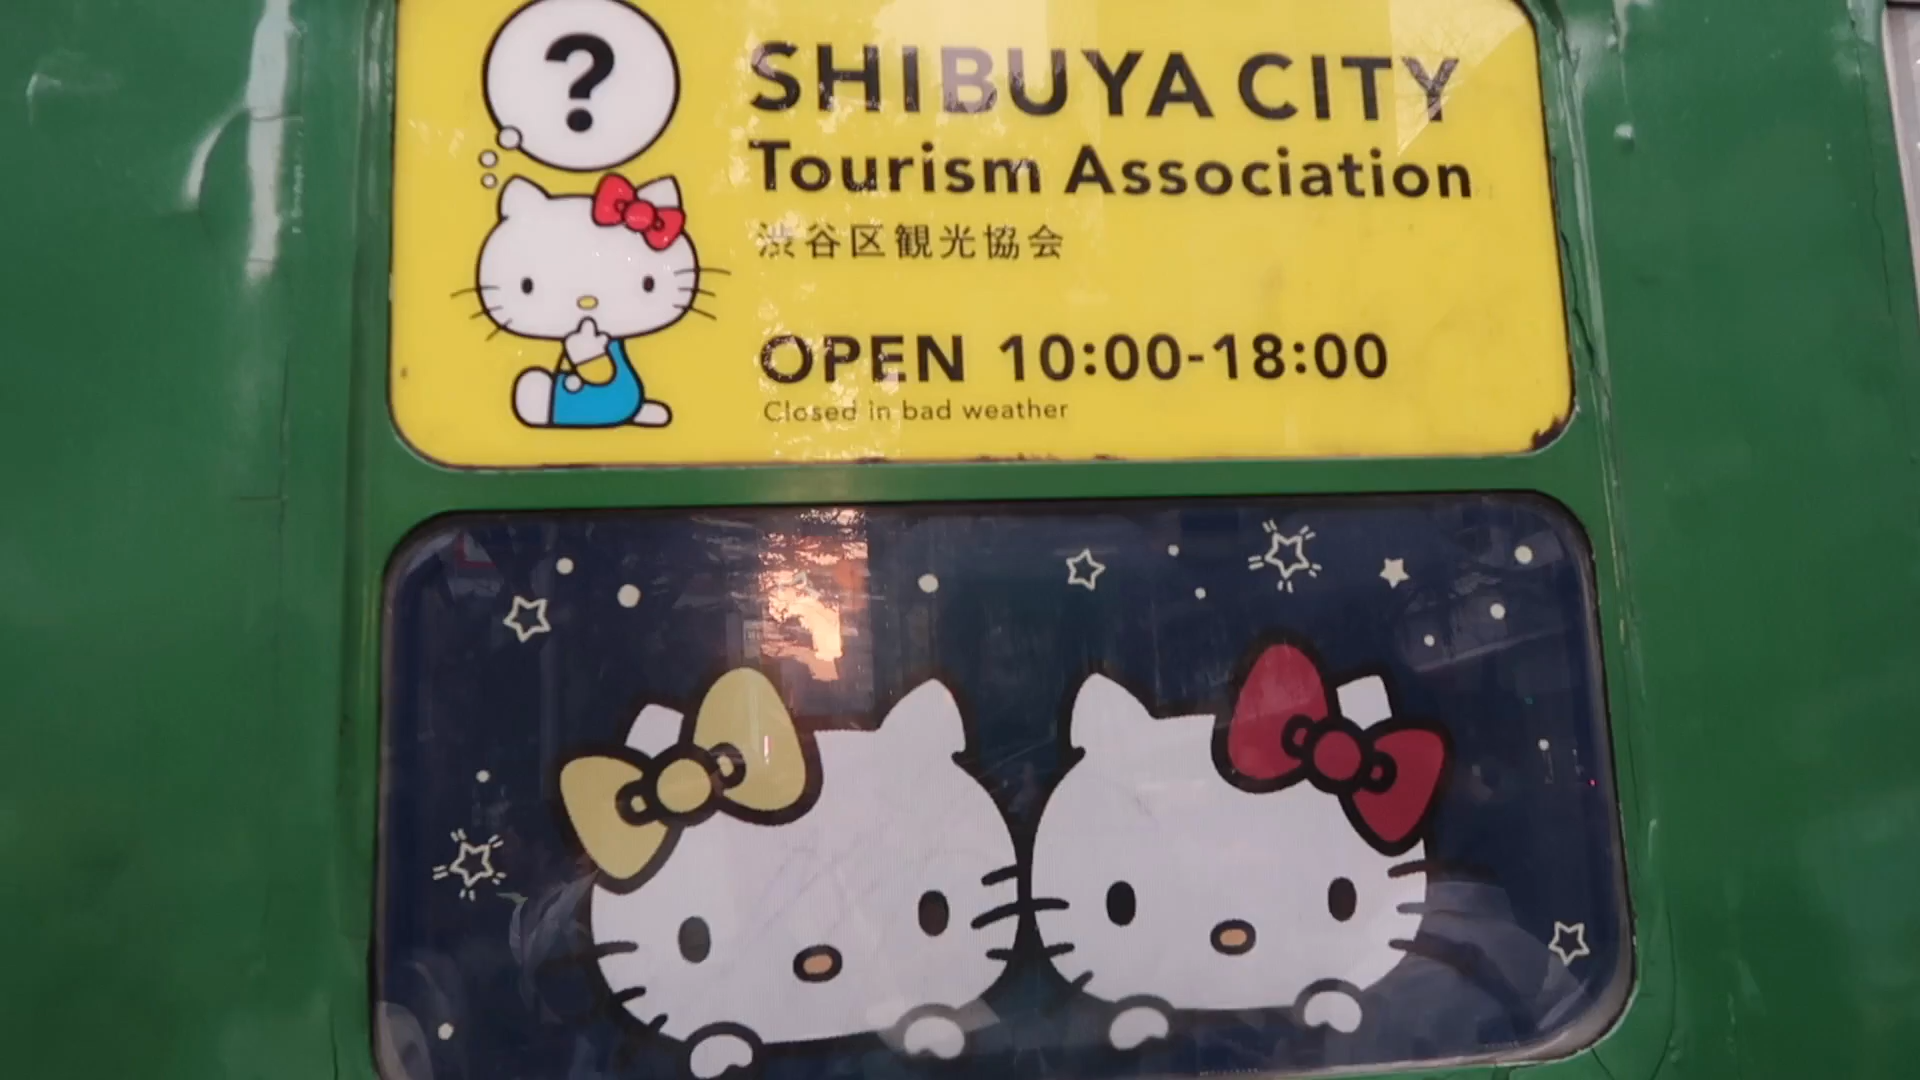 ?
SHIBUYA CITY
Tourism Association
渋谷区観光協会
OPEN 10:00-18:00
Closed in bad weather